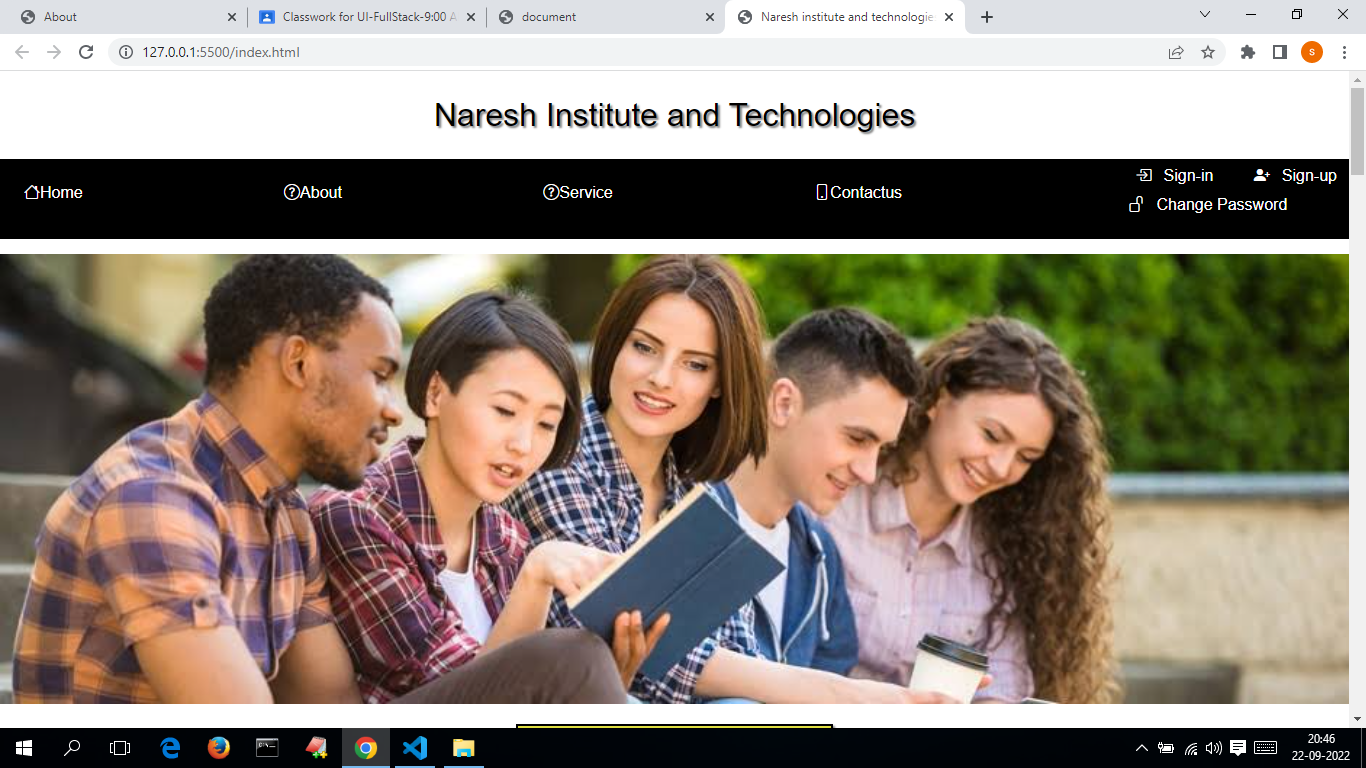 About
Classwork for UI-FullStack-9:00 A
document
Naresh institute and technologie
127.0.0.1:5500/index.html
s
Naresh Institute and Technologies
Home
About
Service
Contactus
Sign-in
Sign-up
Change Password
20:46
22-09-2022